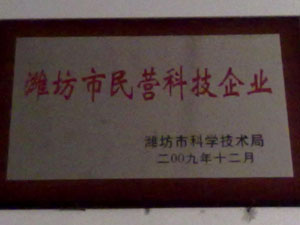 潍坊市民营科技企业
潍坊市科学技术局
二00九年十二月